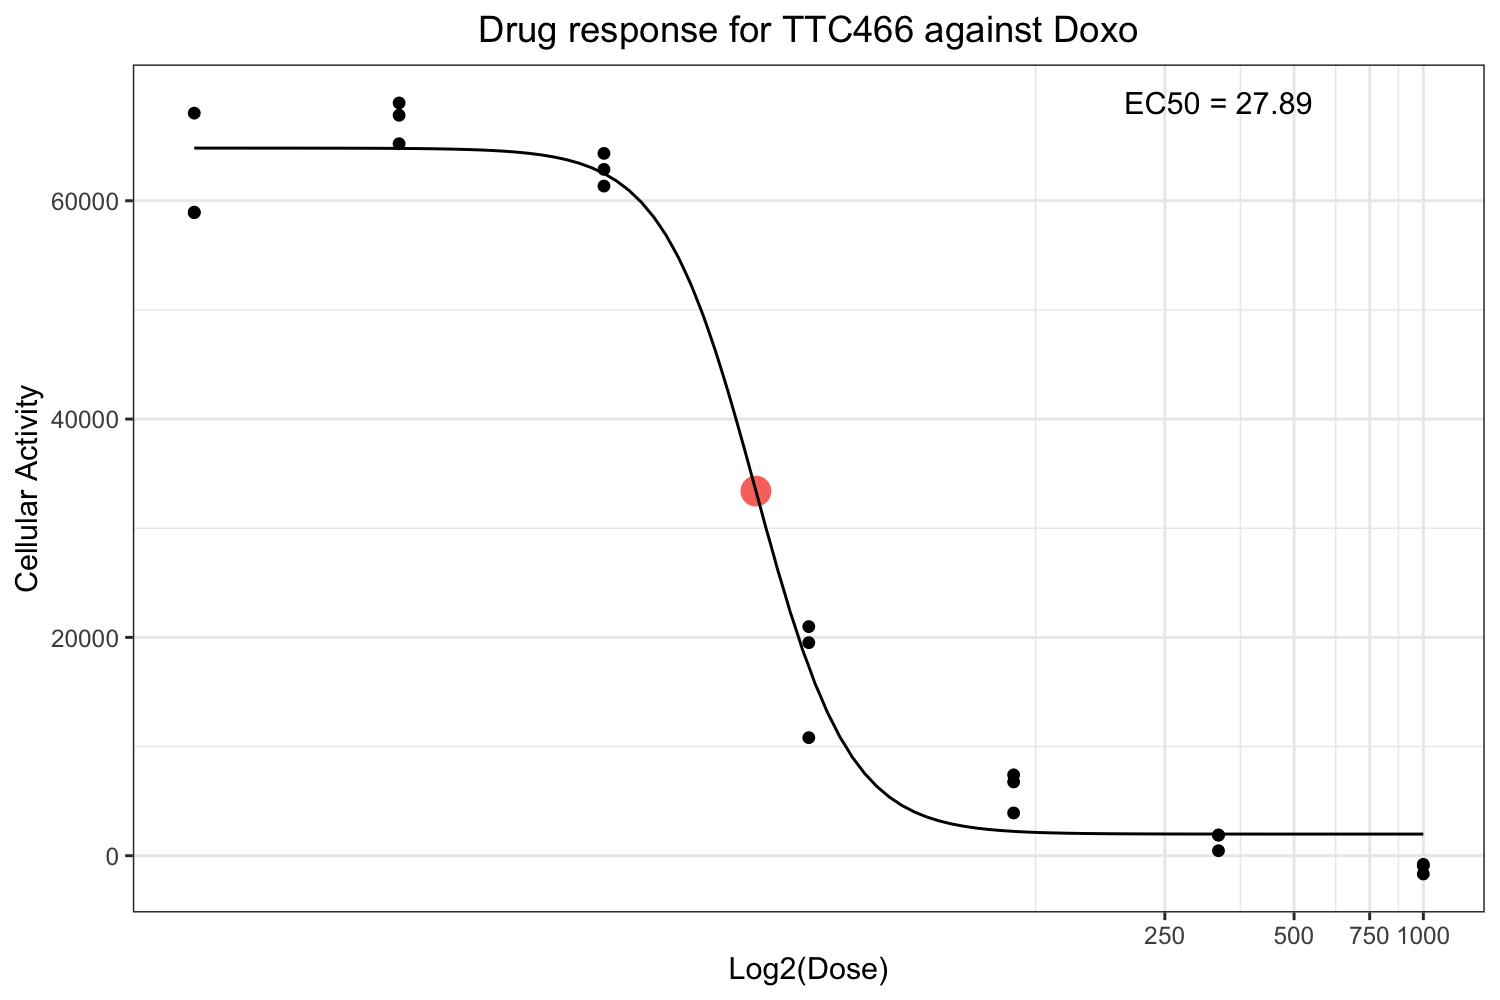 Drug response for TTC466 against Doxo
EC50 = 27.89
Cellular Activity
60000
40000
20000
0
250 500 750 1000
Log2(Dose)